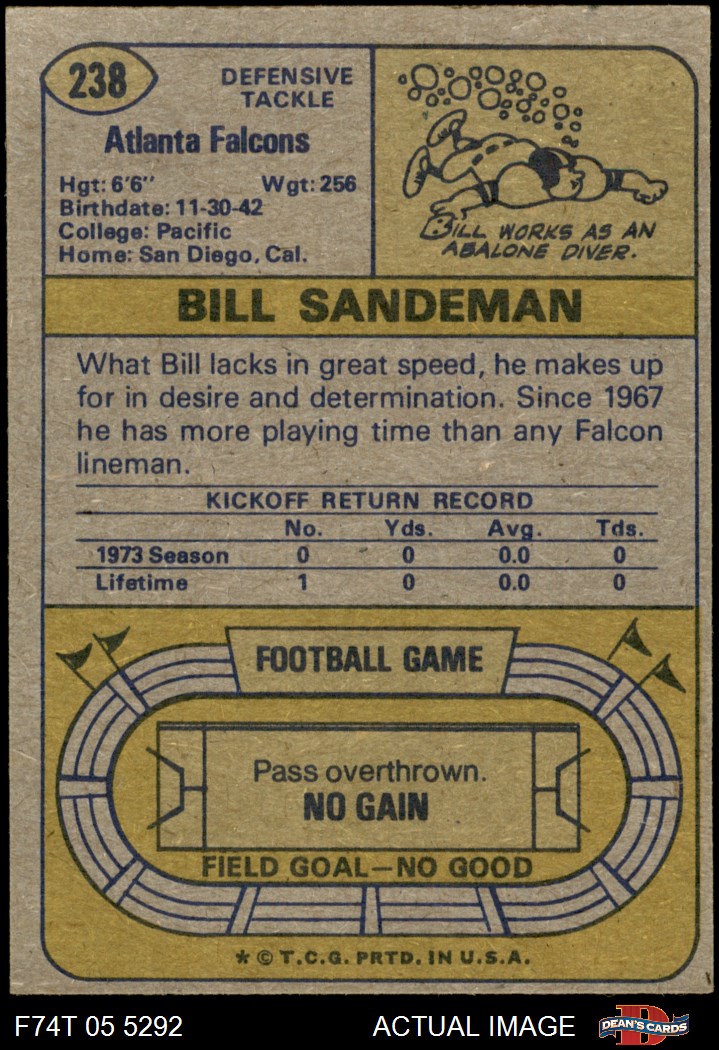 238
DEFENSIVE
TACKLE
Atlanta Falcons
Hgt: 6'6" Wgt: 256
Birthdate: 11-30-42
College: Pacific
Home: San Diego, Cal.
BILL WORKS AS AN
ABALONE DIVER.
BILL SANDEMAN
What Bill lacks in great speed, he makes up
for in desire and determination. Since 1967
he has more playing time than any Falcon
lineman.
KICKOFF RETURN RECORD
No. Yds. Avg. Tds.
1973 Season 0 0 0.0 0
Lifetime 1 0 0.0 0
FOOTBALL GAME
Pass overthrown.
NO GAIN
FIELD GOAL—NO GOOD
* © T.C.G. PRTD. IN U.S.A.
F74T 05 5292 ACTUAL IMAGE D DEAN'S CARDS